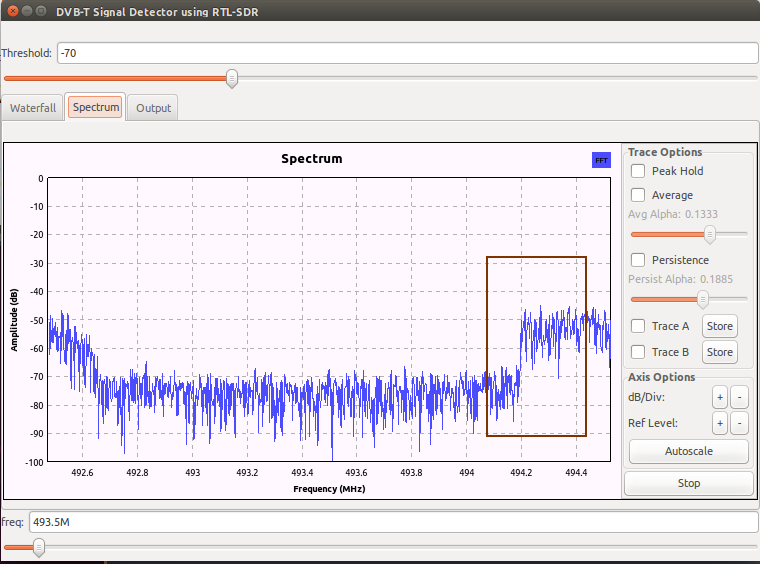 DVB-T Signal Detector using RTL-SDR
Threshold: -70
Waterfall Spectrum Output
Spectrum
FFT
Amplitude (dB)
0
-10
-20
-30
-40
-50
-60
-70
-80
-90
-100
492.6 492.8 493 493.2 493.4 493.6 493.8 494 494.2 494.4
Frequency (MHz)
Trace Options
Peak Hold
Average
Avg Alpha: 0.1333
Persistence
Persist Alpha: 0.1885
Trace A Store
Trace B Store
Axis Options
dB/Div: + -
Ref Level: + -
Autoscale
Stop
freq: 493.5M